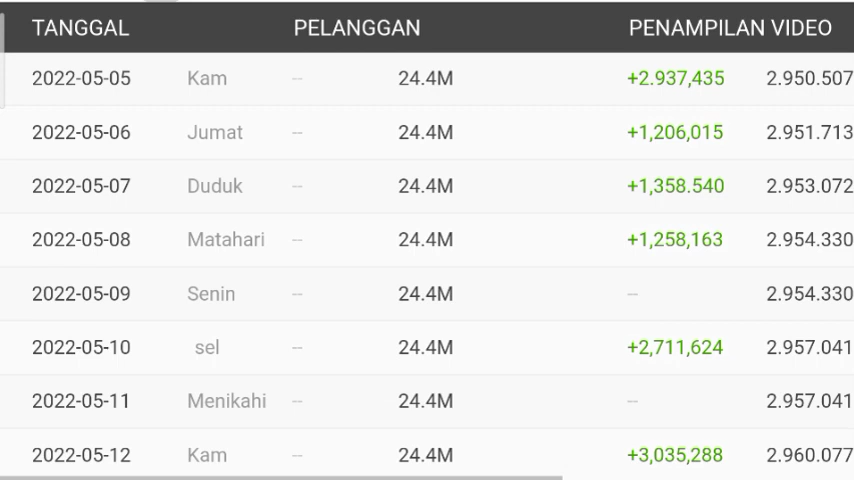 TANGGAL PELANGGAN PENAMPILAN VIDEO
2022-05-05 Kam -- 24.4M +2.937,435 2.950.507
2022-05-06 Jumat -- 24.4M +1,206,015 2.951.713
2022-05-07 Duduk -- 24.4M +1,358.540 2.953.072
2022-05-08 Matahari -- 24.4M +1,258,163 2.954.330
2022-05-09 Senin -- 24.4M -- 2.954.330
2022-05-10 sel -- 24.4M +2,711,624 2.957.041
2022-05-11 Menikahi -- 24.4M -- 2.957.041
2022-05-12 Kam -- 24.4M +3,035,288 2.960.077